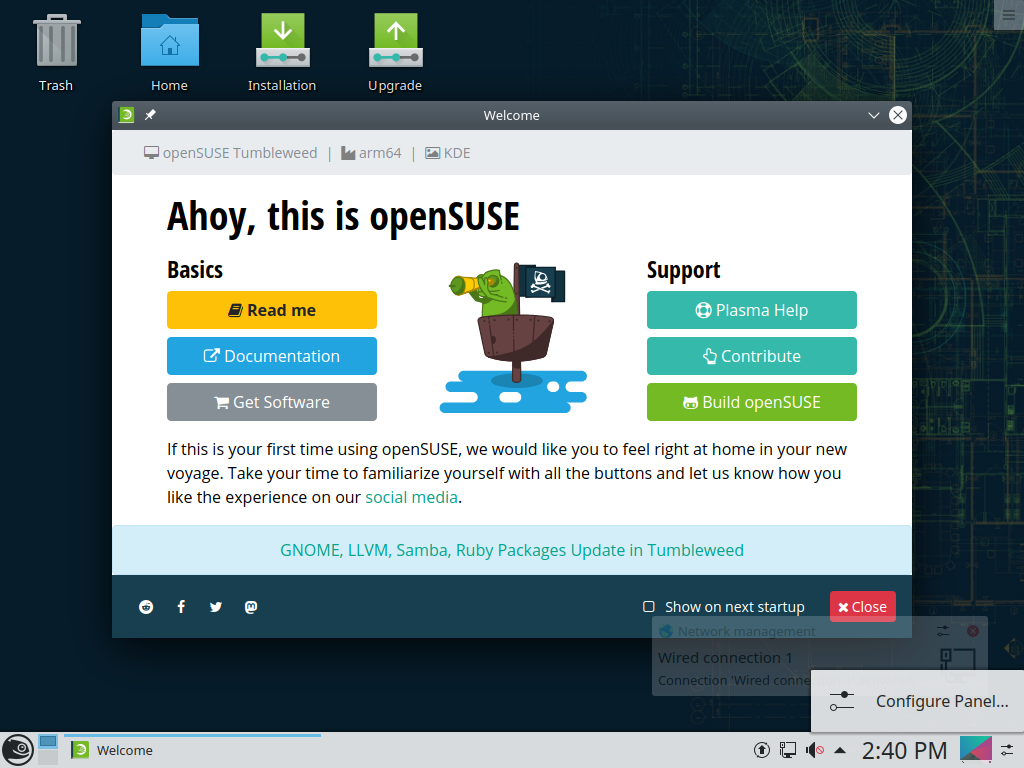 Trash
Home
Installation
Upgrade
Welcome
openSUSE Tumbleweed | arm64 | KDE
Ahoy, this is openSUSE
Basics
Support
Read me
Plasma Help
Documentation
Contribute
Get Software
Build openSUSE
If this is your first time using openSUSE, we would like you to feel right at home in your new
voyage. Take your time to familiarize yourself with all the buttons and let us know how you
like the experience on our social media.
GNOME, LLVM, Samba, Ruby Packages Update in Tumbleweed
Show on next startup
Close
Network management
Wired connection 1
Connection 'Wired
Configure Panel...
Welcome
2:40 PM